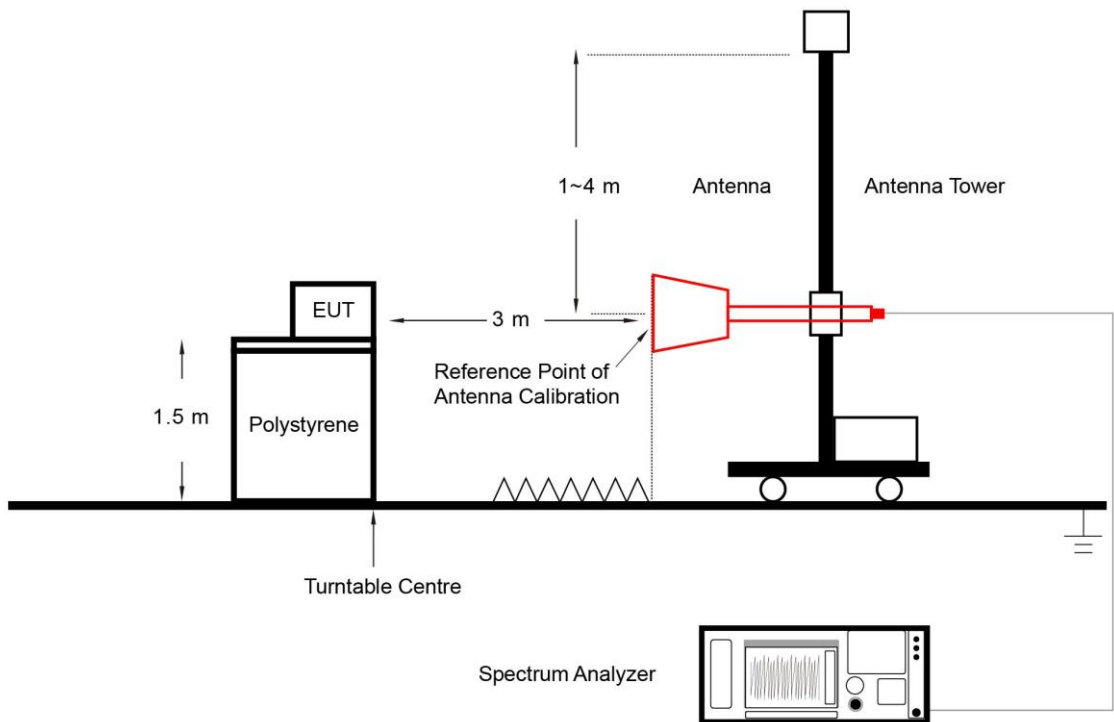 1~4 m
Antenna
Antenna Tower
EUT
3 m
Reference Point of
Antenna Calibration
1.5 m
Polystyrene
Turntable Centre
Spectrum Analyzer